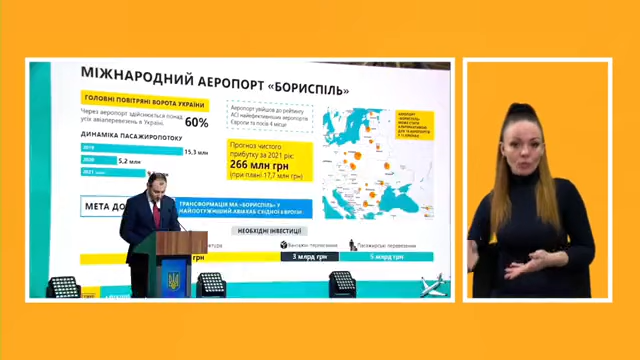 МІЖНАРОДНИЙ АЕРОПОРТ «БОРИСПІЛЬ»
ГОЛОВНІ ПОВІТРЯНІ ВОРОТА УКРАЇНИ
Через аеропорт здійснюється понад
усіх авіаперевезень в Україні
60%
ДИНАМІКА ПАСАЖИРОПОТОКУ
2019
15,3 млн
2020
5,2 млн
2021
Аеропорт увійшов до рейтингу
ACI найефективніших аеропортів
Європи та посів 4 місце
Прогноз чистого
прибутку за 2021 рік:
266 млн грн
(при плані 17,7 млн грн)
АЕРОПОРТ
«БОРИСПІЛЬ»
МЕТА ДО
ТРАНСФОРМАЦІЯ МА «БОРИСПІЛЬ» У
НАЙПОТУЖНІШИЙ АВІАХАБ СХІДНОЇ ЄВРОПИ
НЕОБХІДНІ ІНВЕСТИЦІЇ
Вантажні перевезення
Пасажирські перевезення
3 млрд грн
5 млрд грн